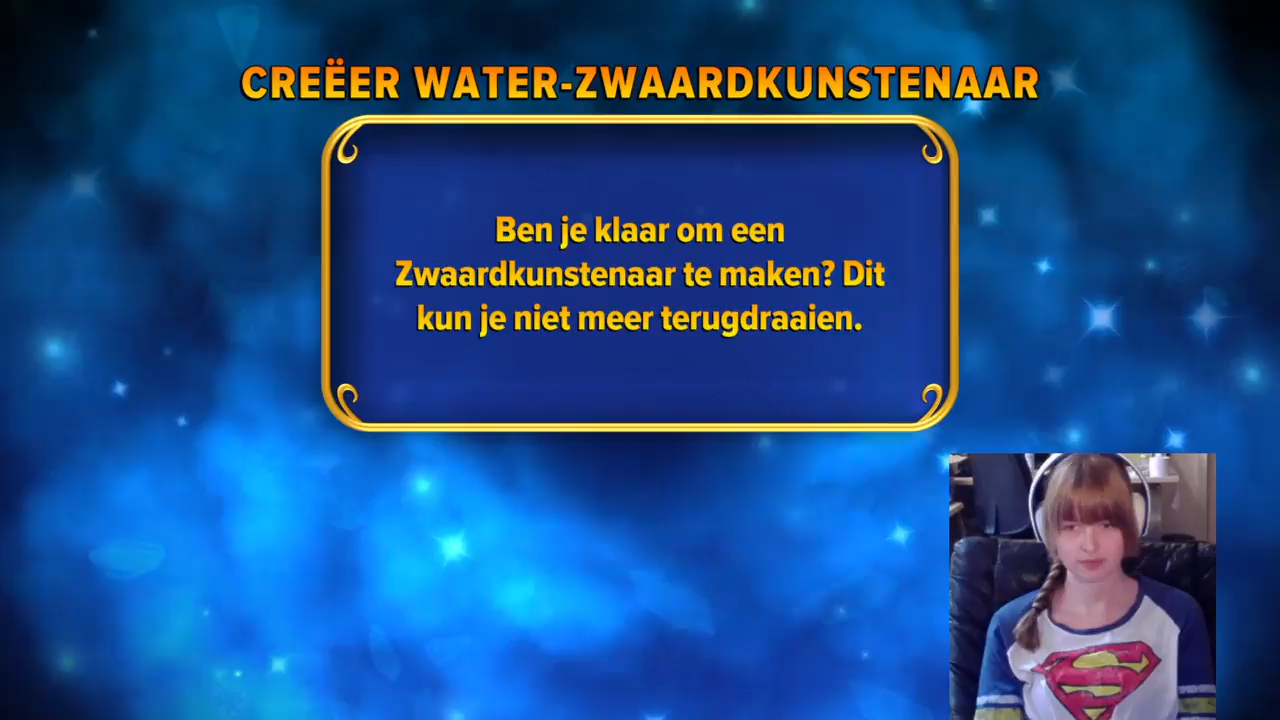 CREËER WATER-ZWAARDKUNSTENAAR
Ben je klaar om een
Zwaardkunstenaar te maken? Dit
kun je niet meer terugdraaien.